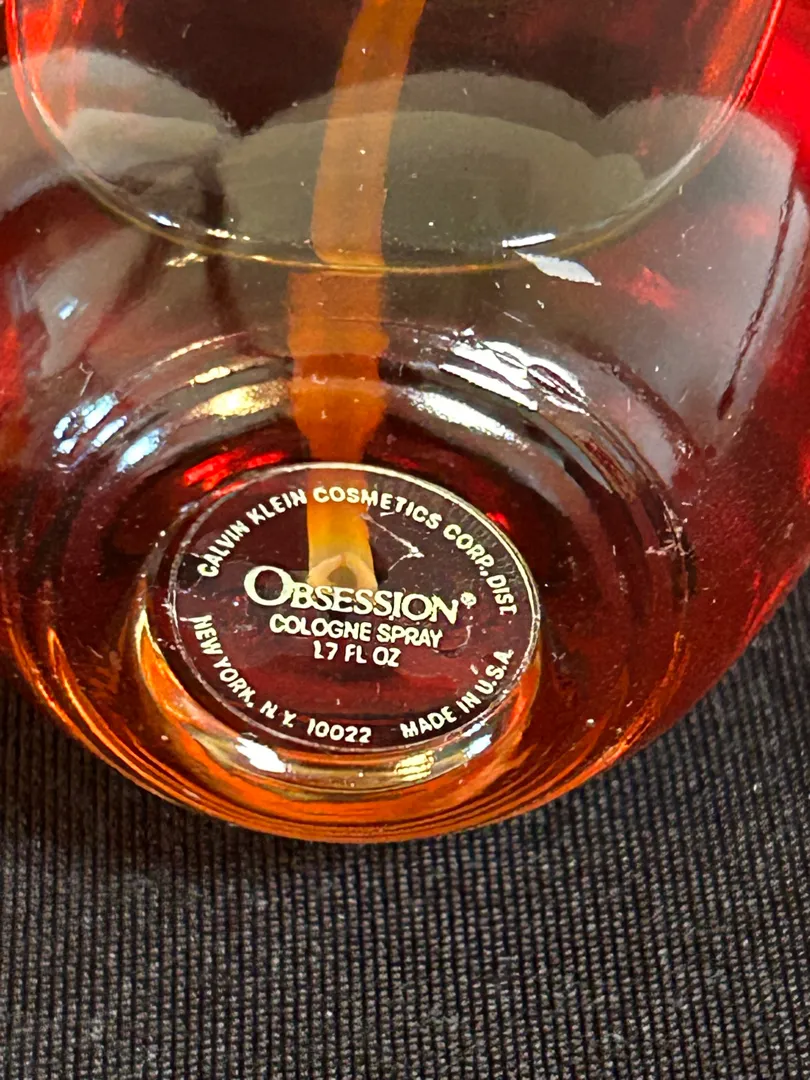 CALVIN KLEIN COSMETICS CORP., DIST.
OBSESSION®
COLOGNE SPRAY
1.7 FL OZ
NEW YORK, N.Y. 10022 MADE IN U.S.A.